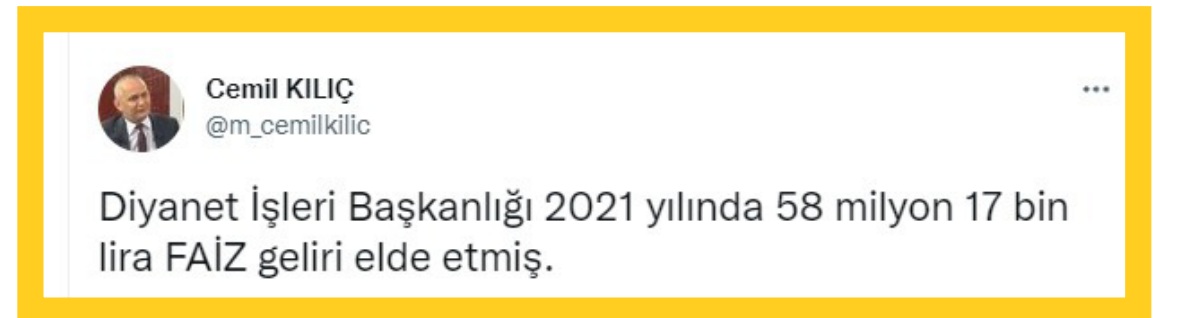 Cemil KILIÇ
@m_cemilkilic
Diyanet İşleri Başkanlığı 2021 yılında 58 milyon 17 bin
lira FAİZ geliri elde etmiş.